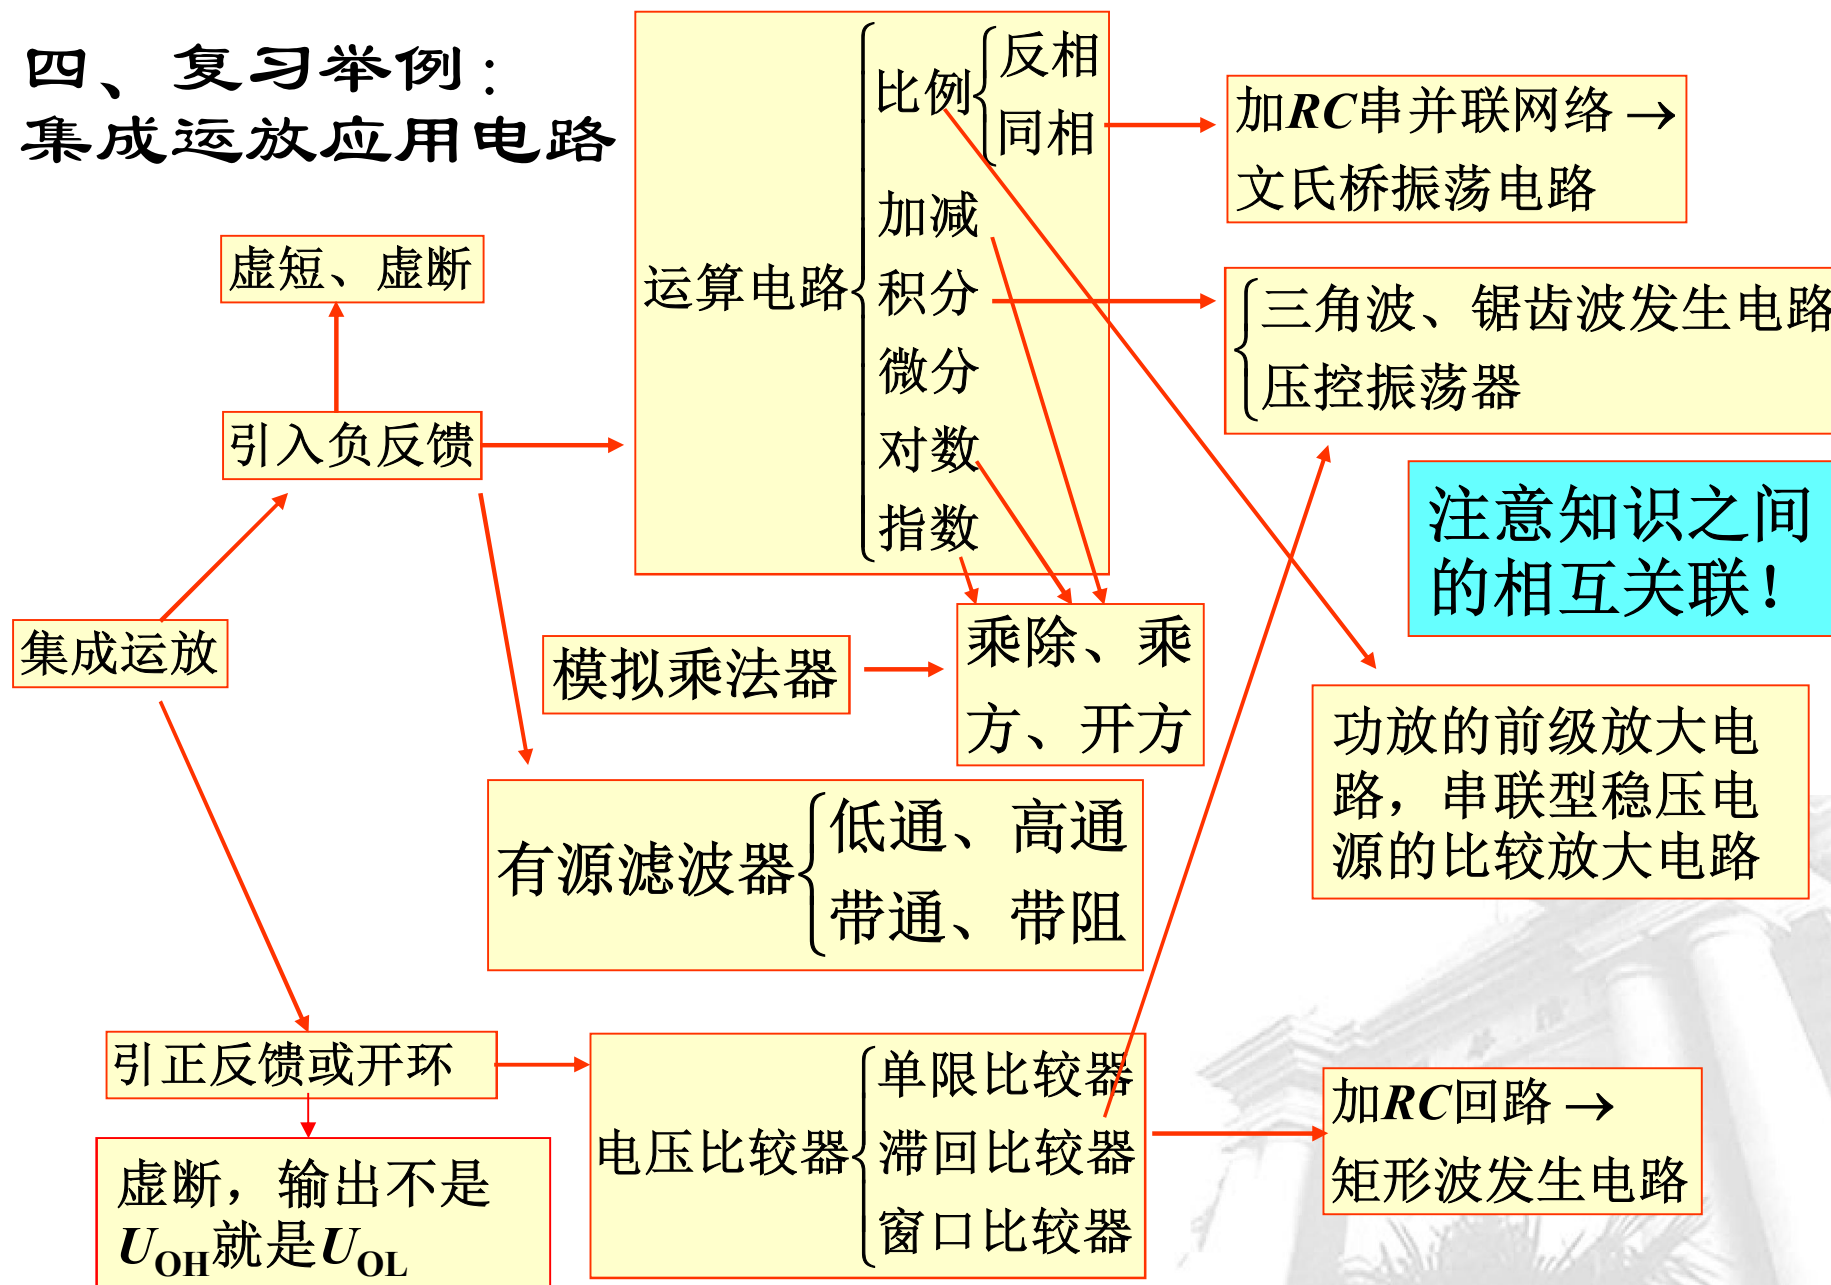 四、复习举例:
集成运放应用电路
虚短、虚断
引入负反馈
集成运放
引正反馈或开环
虚断，输出不是
UOH就是UOL
运算电路
比例
反相
同相
加减
积分
微分
对数
指数
模拟乘法器
乘除、乘
方、开方
有源滤波器
低通、高通
带通、带阻
电压比较器
单限比较器
滞回比较器
窗口比较器
加RC串并联网络→
文氏桥振荡电路
三角波、锯齿波发生电路
压控振荡器
注意知识之间
的相互关联！
功放的前级放大电
路，串联型稳压电
源的比较放大电路
加RC回路→
矩形波发生电路